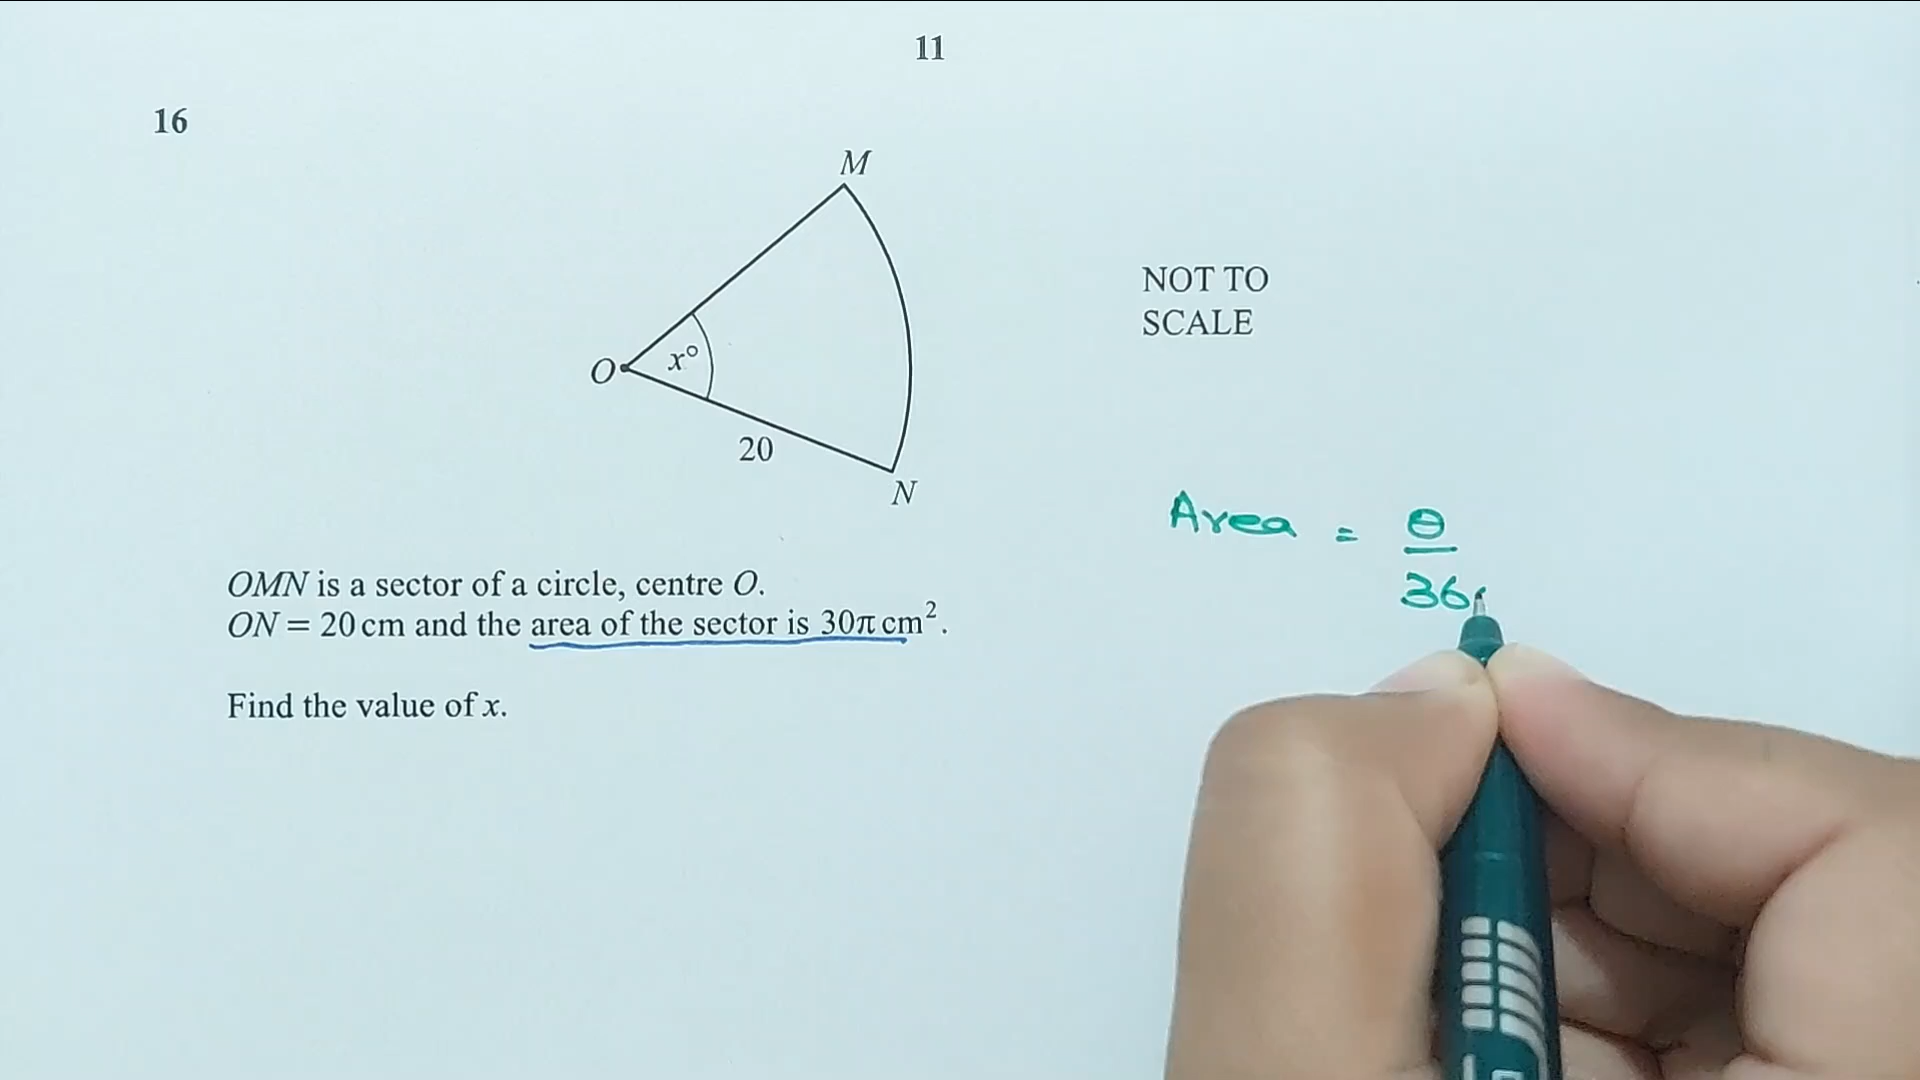 11
16
M
NOT TO
SCALE
O
x°
20
N
Area = θ
36
OMN is a sector of a circle, centre O.
ON = 20 cm and the area of the sector is 30π cm².
Find the value of x.